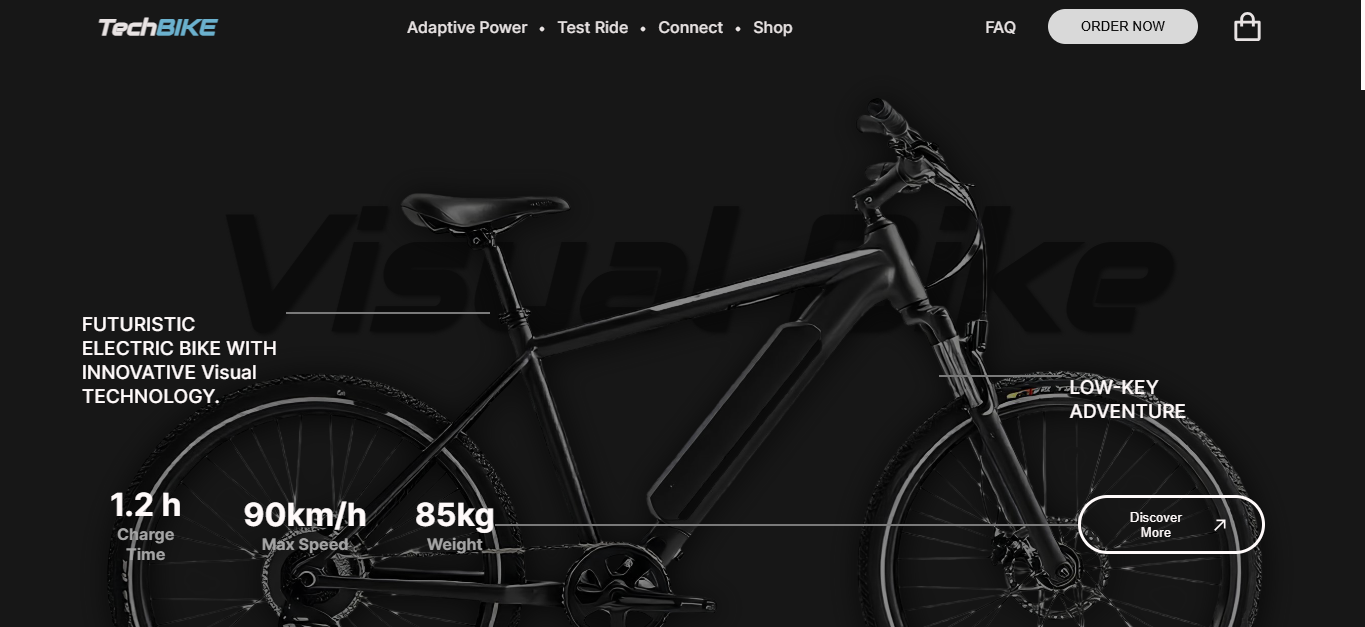 TechBIKE
Adaptive Power • Test Ride • Connect • Shop
FAQ
ORDER NOW
Visual Bike
FUTURISTIC
ELECTRIC BIKE WITH
INNOVATIVE Visual
TECHNOLOGY.
LOW-KEY
ADVENTURE
1.2 h
Charge
Time
90km/h
Max Speed
85kg
Weight
Discover
More